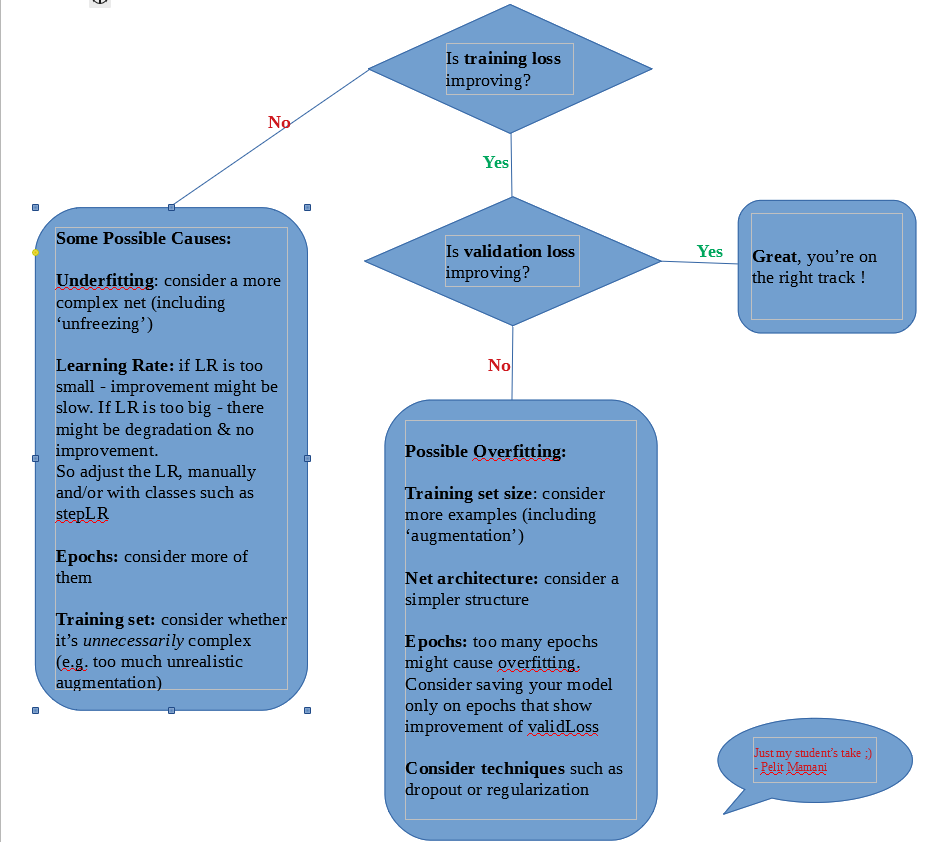 Is training loss
improving?
No
Yes
Is validation loss
improving?
Yes
Great, you're on
the right track !
No
Some Possible Causes:
Underfitting: consider a more
complex net (including
‘unfreezing’)
Learning Rate: if LR is too
small - improvement might be
slow. If LR is too big - there
might be degradation & no
improvement.
So adjust the LR, manually
and/or with classes such as
stepLR
Epochs: consider more of
them
Training set: consider whether
it’s unnecessarily complex
(e.g. too much unrealistic
augmentation)
Possible Overfitting:
Training set size: consider
more examples (including
‘augmentation’)
Net architecture: consider a
simpler structure
Epochs: too many epochs
might cause overfitting.
Consider saving your model
only on epochs that show
improvement of validLoss
Consider techniques such as
dropout or regularization
Just my student's take ;)
- Pelit Mamani